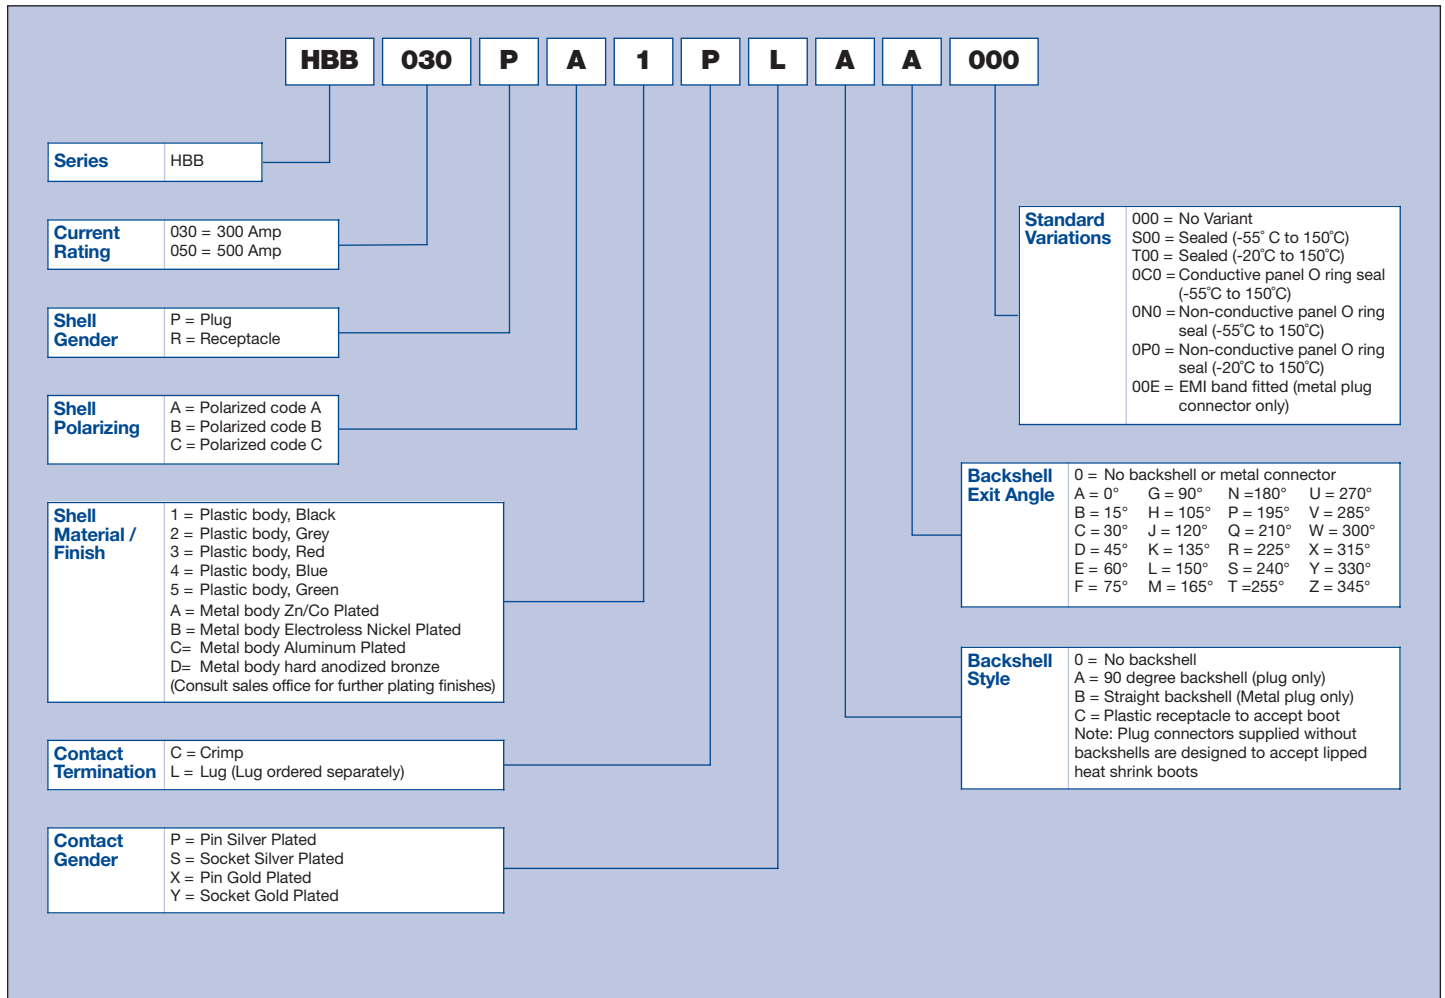 HBB 030 P A 1 P L A A 000
Series HBB
Current Rating
030 = 300 Amp
050 = 500 Amp
Shell Gender
P = Plug
R = Receptacle
Shell Polarizing
A = Polarized code A
B = Polarized code B
C = Polarized code C
Shell Material / Finish
1 = Plastic body, Black
2 = Plastic body, Grey
3 = Plastic body, Red
4 = Plastic body, Blue
5 = Plastic body, Green
A = Metal body Zn/Co Plated
B = Metal body Electroless Nickel Plated
C= Metal body Aluminum Plated
D= Metal body hard anodized bronze
(Consult sales office for further plating finishes)
Contact Termination
C = Crimp
L = Lug (Lug ordered separately)
Contact Gender
P = Pin Silver Plated
S = Socket Silver Plated
X = Pin Gold Plated
Y = Socket Gold Plated
Standard Variations
000 = No Variant
S00 = Sealed (-55˚ C to 150˚C)
T00 = Sealed (-20˚C to 150˚C)
0C0 = Conductive panel O ring seal
(-55˚C to 150˚C)
0N0 = Non-conductive panel O ring
seal (-55˚C to 150˚C)
0P0 = Non-conductive panel O ring
seal (-20˚C to 150˚C)
00E = EMI band fitted (metal plug
connector only)
Backshell Exit Angle
0 = No backshell or metal connector
A = 0° G = 90° N =180° U = 270°
B = 15° H = 105° P = 195° V = 285°
C = 30° J = 120° Q = 210° W = 300°
D = 45° K = 135° R = 225° X = 315°
E = 60° L = 150° S = 240° Y = 330°
F = 75° M = 165° T =255° Z = 345°
Backshell Style
0 = No backshell
A = 90 degree backshell (plug only)
B = Straight backshell (Metal plug only)
C = Plastic receptacle to accept boot
Note: Plug connectors supplied without
backshells are designed to accept lipped
heat shrink boots